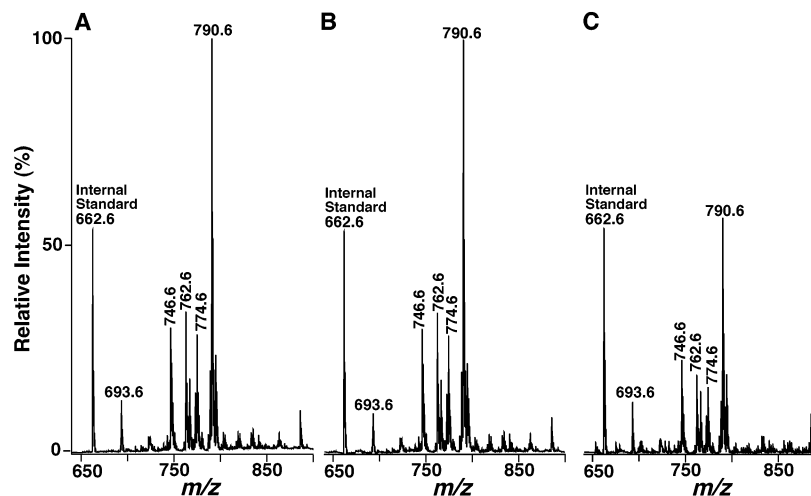 A
790.6
100
Relative Intensity (%)
50
0
Internal
Standard
662.6
693.6
746.6
762.6
774.6
650
750
850
m/z
B
790.6
Internal
Standard
662.6
693.6
746.6
762.6
774.6
650
750
850
m/z
C
Internal
Standard
662.6
790.6
693.6
746.6
762.6
774.6
650
750
850
m/z